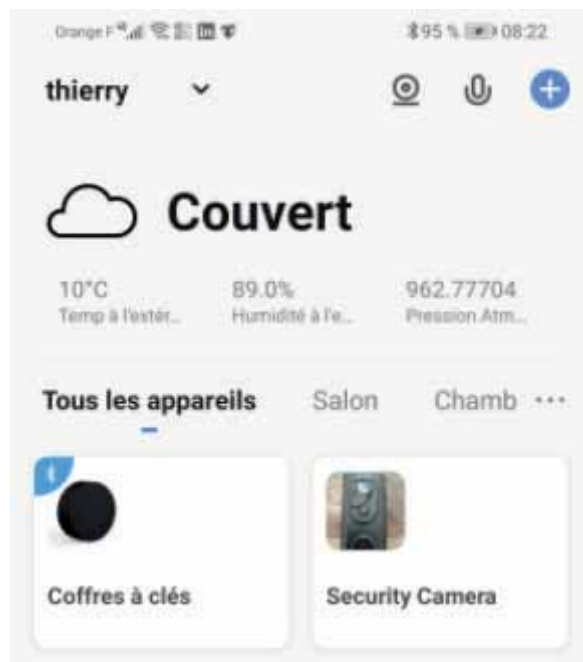 Orange F 95 % 08:22
thierry
Couvert
10°C 89.0% 962.77704
Temp à l'extér... Humidité à l'e... Pression Atm...
Tous les appareils Salon Chamb ...
Coffres à clés Security Camera